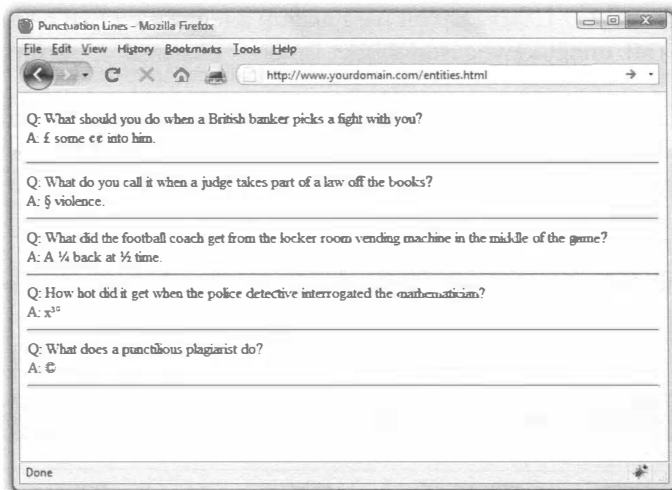 Punctuation Lines - Mozilla Firefox
File Edit View History Bookmarks Tools Help
http://www.yourdomain.com/entities.html
Q: What should you do when a British banker picks a fight with you?
A: £ some ¢¢ into him.
Q: What do you call it when a judge takes part of a law off the books?
A: § violence.
Q: What did the football coach get from the locker room vending machine in the middle of the game?
A: A ¼ back at ½ time.
Q: How hot did it get when the police detective interrogated the mathematician?
A: x³°
Q: What does a punctilious plagiarist do?
A: ©
Done